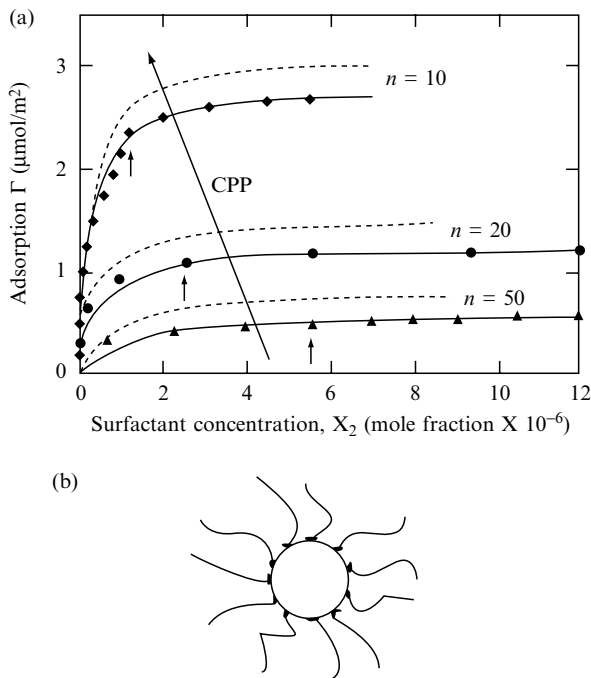 (a)
3
2
1
0
0 2 4 6 8 10 12
Adsorption Γ (μmol/m²)
n = 10
CPP
n = 20
n = 50
Surfactant concentration, X₂ (mole fraction X 10⁻⁶)
(b)